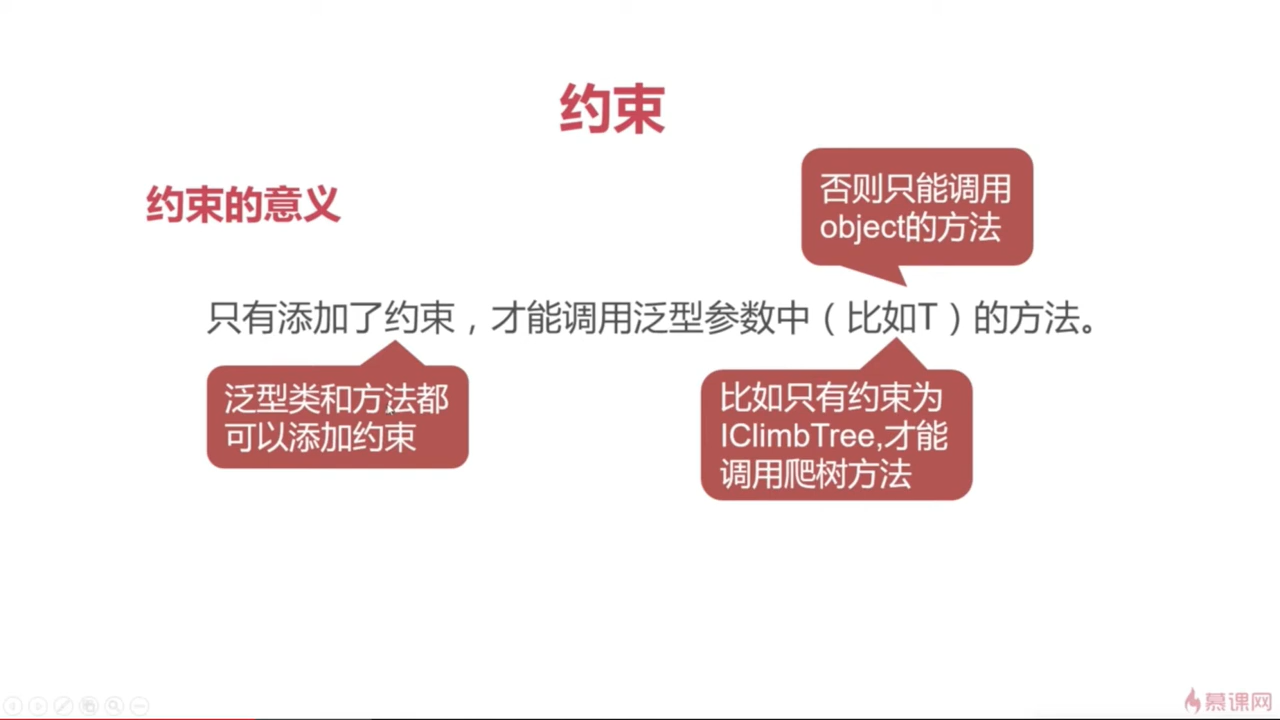 约束
约束的意义
否则只能调用
object的方法
只有添加了约束，才能调用泛型参数中（比如T）的方法。
泛型类和方法都
可以添加约束
比如只有约束为
IClimbTree,才能
调用爬树方法
慕课网